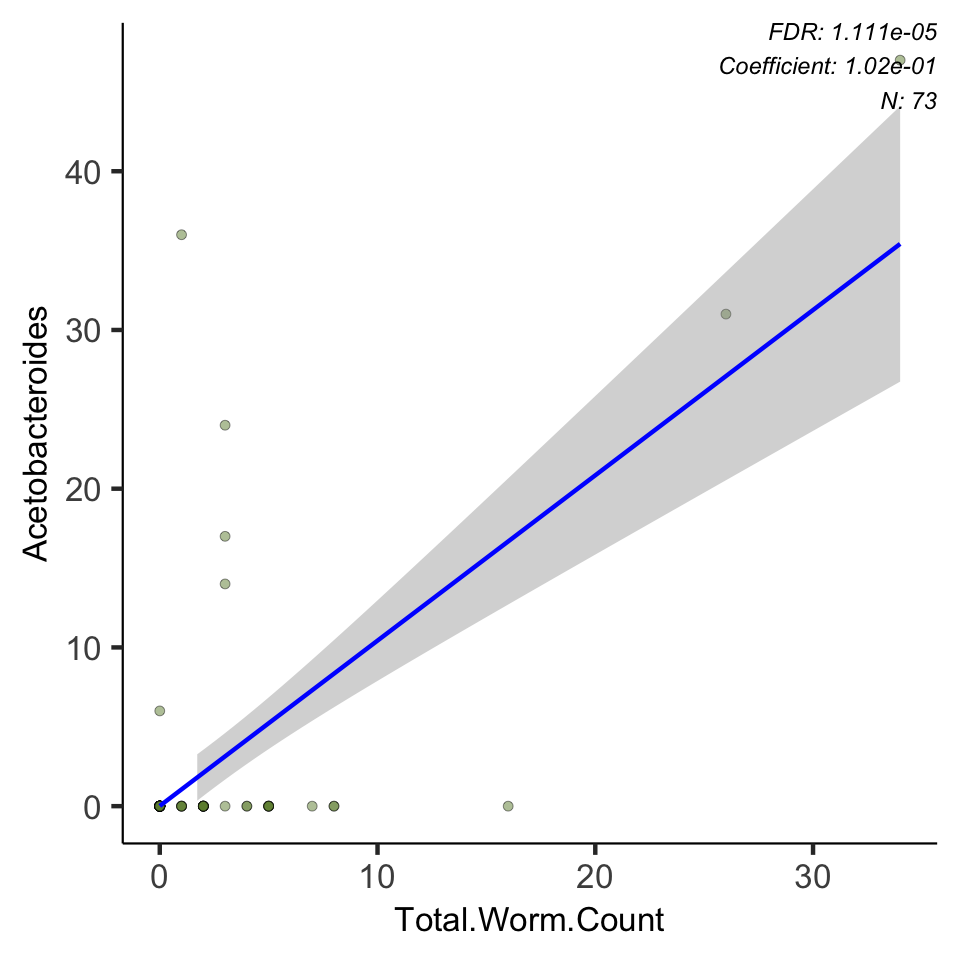 FDR: 1.111e-05
Coefficient: 1.02e-01
N: 73
40
30
20
10
0
Acetobacteroides
0 10 20 30
Total.Worm.Count